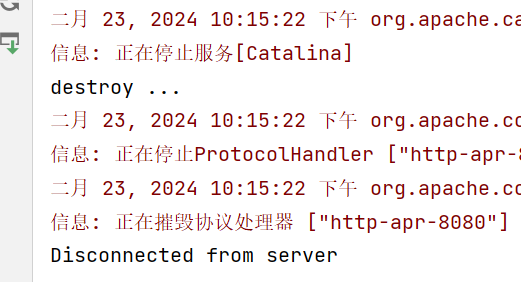 二月 23, 2024 10:15:22 下午 org.apache.ca
信息: 正在停止服务[Catalina]
destroy ...
二月 23, 2024 10:15:22 下午 org.apache.co
信息: 正在停止ProtocolHandler ["http-apr-8
二月 23, 2024 10:15:22 下午 org.apache.co
信息: 正在摧毁协议处理器 ["http-apr-8080"]
Disconnected from server